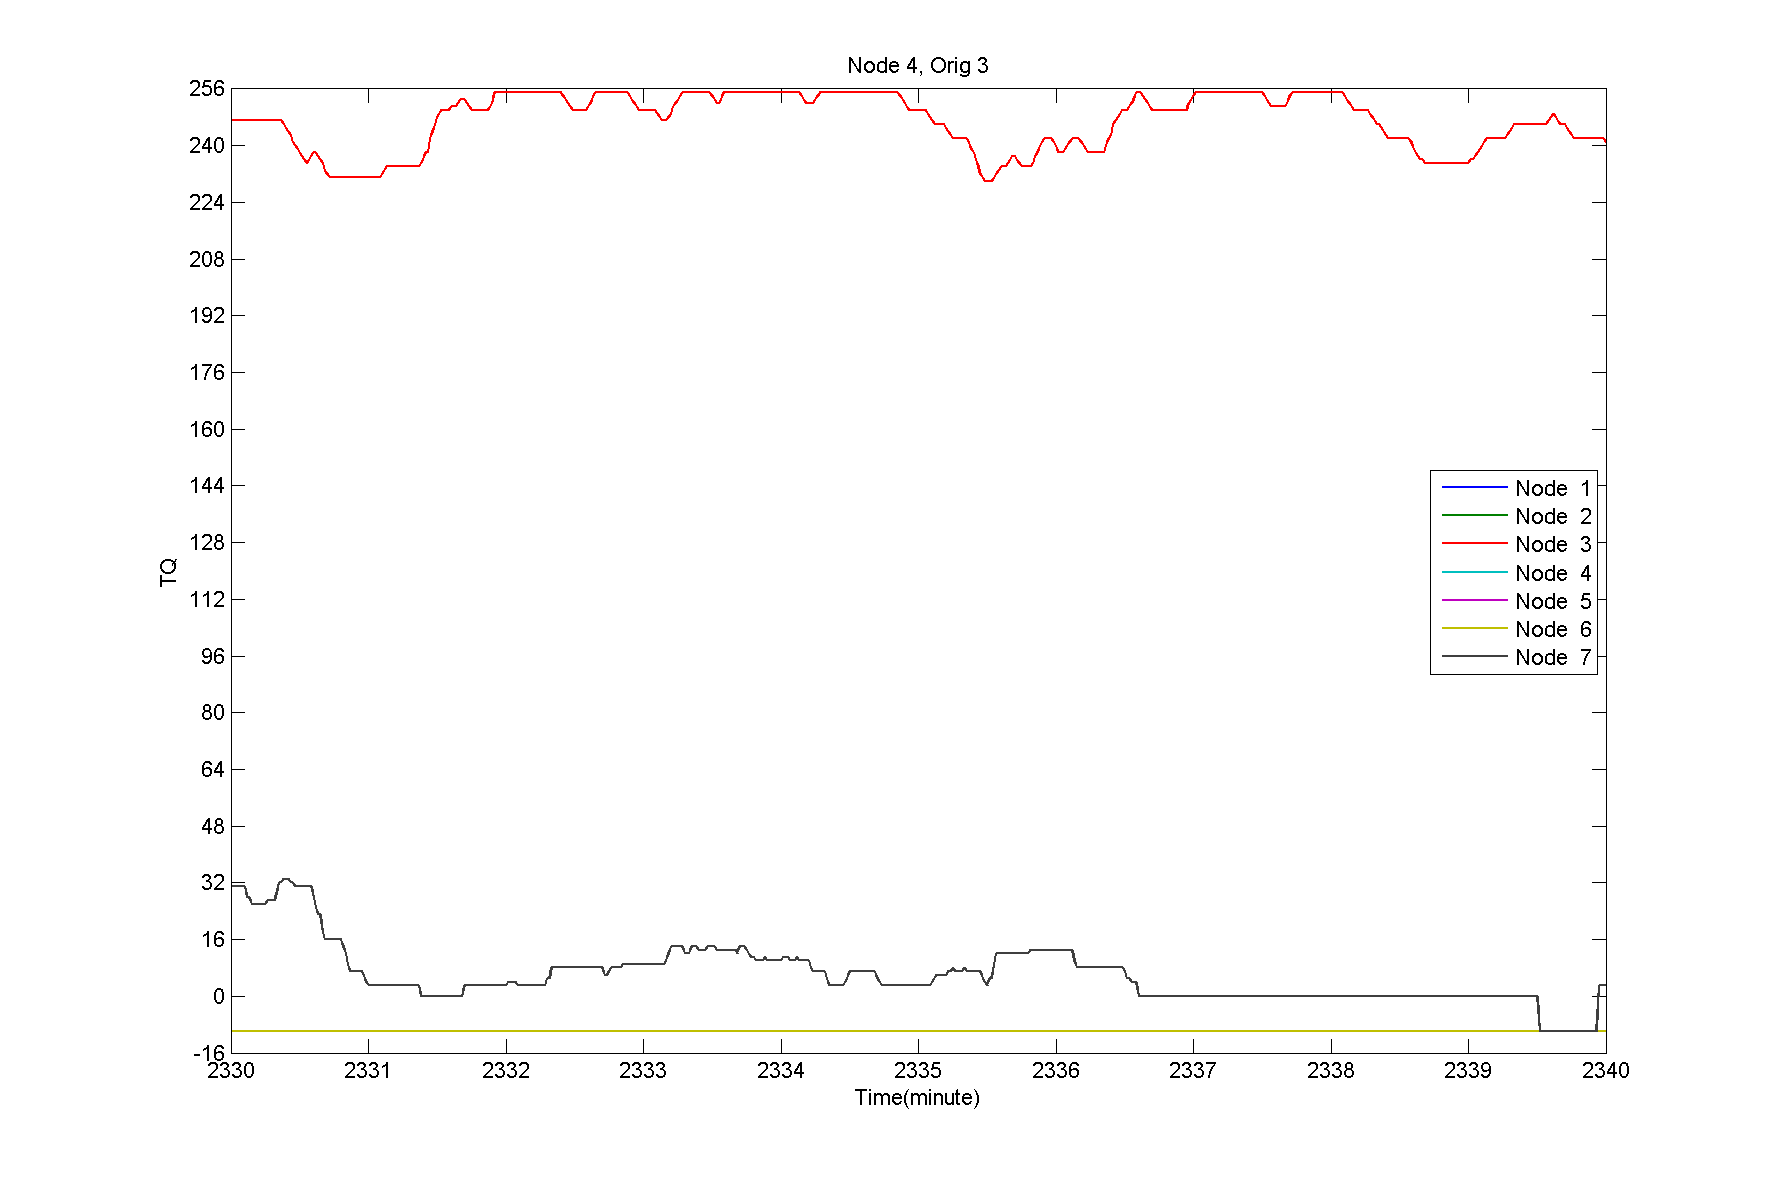 Node 4, Orig 3
256
240
224
208
192
176
160
144
128
112
96
80
64
48
32
16
0
-16
TQ
Node 1
Node 2
Node 3
Node 4
Node 5
Node 6
Node 7
2330 2331 2332 2333 2334 2335 2336 2337 2338 2339 2340
Time(minute)